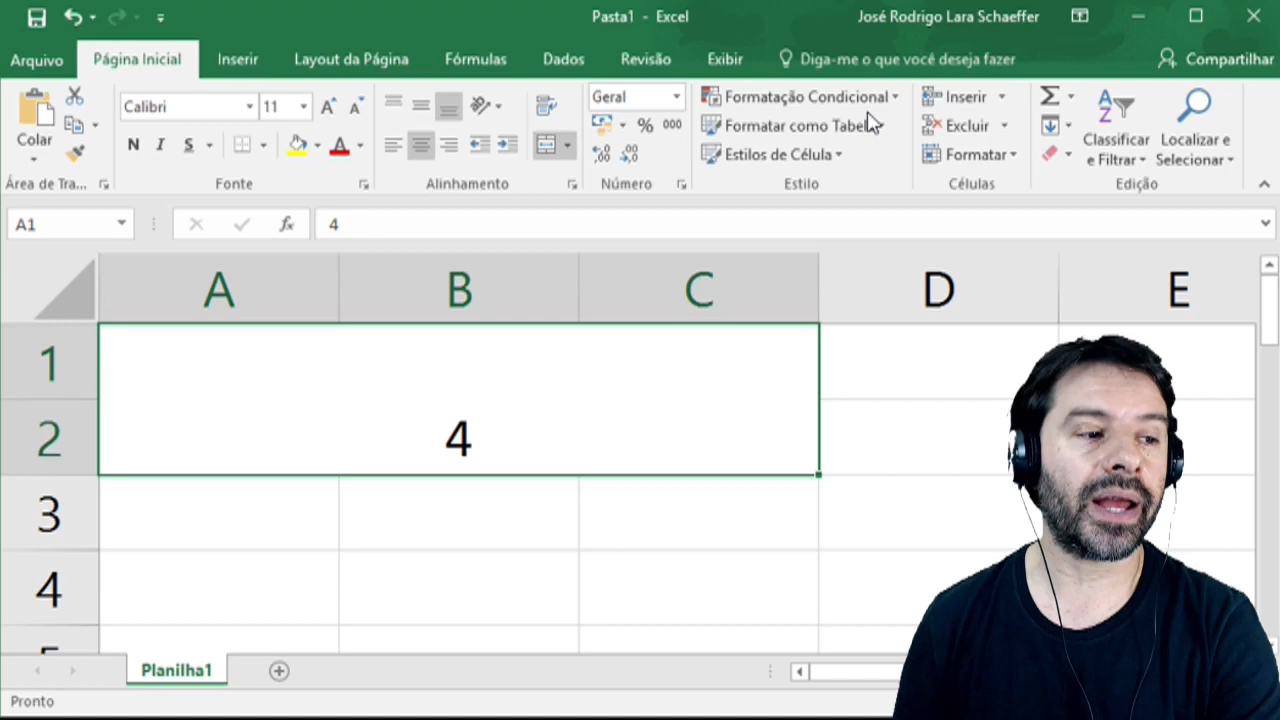 Pasta1 - Excel
José Rodrigo Lara Schaeffer
Arquivo
Página Inicial
Inserir
Layout da Página
Fórmulas
Dados
Revisão
Exibir
Diga-me o que você deseja fazer
Compartilhar
Colar
Calibri
11
A
A
Geral
Formatação Condicional
Inserir
Σ
Classificar
e Filtrar
Localizar e
Selecionar
% 000
Formatar como Tabel
Excluir
N I S
A
Estilos de Célula
Formatar
Área de Tra...
Fonte
Alinhamento
Número
Estilo
Células
Edição
A1
fx
4
A B C D E
1
2
4
3
4
Planilha1
Pronto